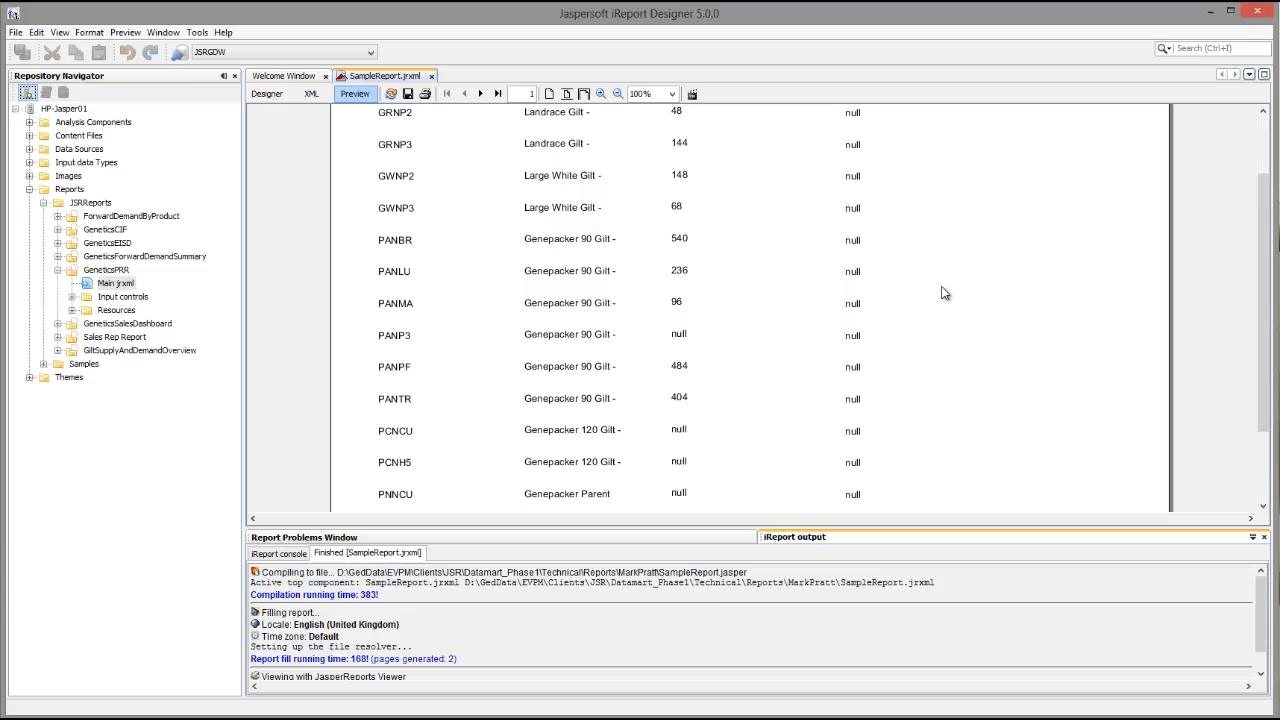 Jaspersoft iReport Designer 5.0.0
File Edit View Format Preview Window Tools Help
JSRGDW
Search (Ctrl+I)
Repository Navigator
HP-Jasper01
Analysis Components
Content Files
Data Sources
Input data Types
Images
Reports
JSRReports
ForwardDemandByProduct
GeneticsCIF
GeneticsEISD
GeneticsForwardDemandSummary
GeneticsPRR
Main jrxml
Input controls
Resources
GeneticsSalesDashboard
Sales Rep Report
GiltSupplyAndDemandOverview
Samples
Themes
Welcome Window SampleReport.jrxml
Designer XML Preview 1 100%
GRNP2 Landrace Gilt - 48 null
GRNP3 Landrace Gilt - 144 null
GWNP2 Large White Gilt - 148 null
GWNP3 Large White Gilt - 68 null
PANBR Genepacker 90 Gilt - 540 null
PANLU Genepacker 90 Gilt - 236 null
PANMA Genepacker 90 Gilt - 96 null
PANP3 Genepacker 90 Gilt - null null
PANPF Genepacker 90 Gilt - 484 null
PANTR Genepacker 90 Gilt - 404 null
PCNCU Genepacker 120 Gilt - null null
PCNH5 Genepacker 120 Gilt - null null
PNNCU Genepacker Parent null null
Report Problems Window iReport output
iReport console Finished [SampleReport.jrxml]
Compiling to file... D:\GedData\EVPM\Clients\JSR\Datamart_Phase1\Technical\Reports\MarkPratt\SampleReport.jasper
Active top component: SampleReport.jrxml D:\GedData\EVPM\Clients\JSR\Datamart_Phase1\Technical\Reports\MarkPratt\SampleReport.jrxml
Compilation running time: 383!
Filling report...
Locale: English (United Kingdom)
Time zone: Default
Setting up the file resolver...
Report fill running time: 168! (pages generated: 2)
Viewing with JasperReports Viewer